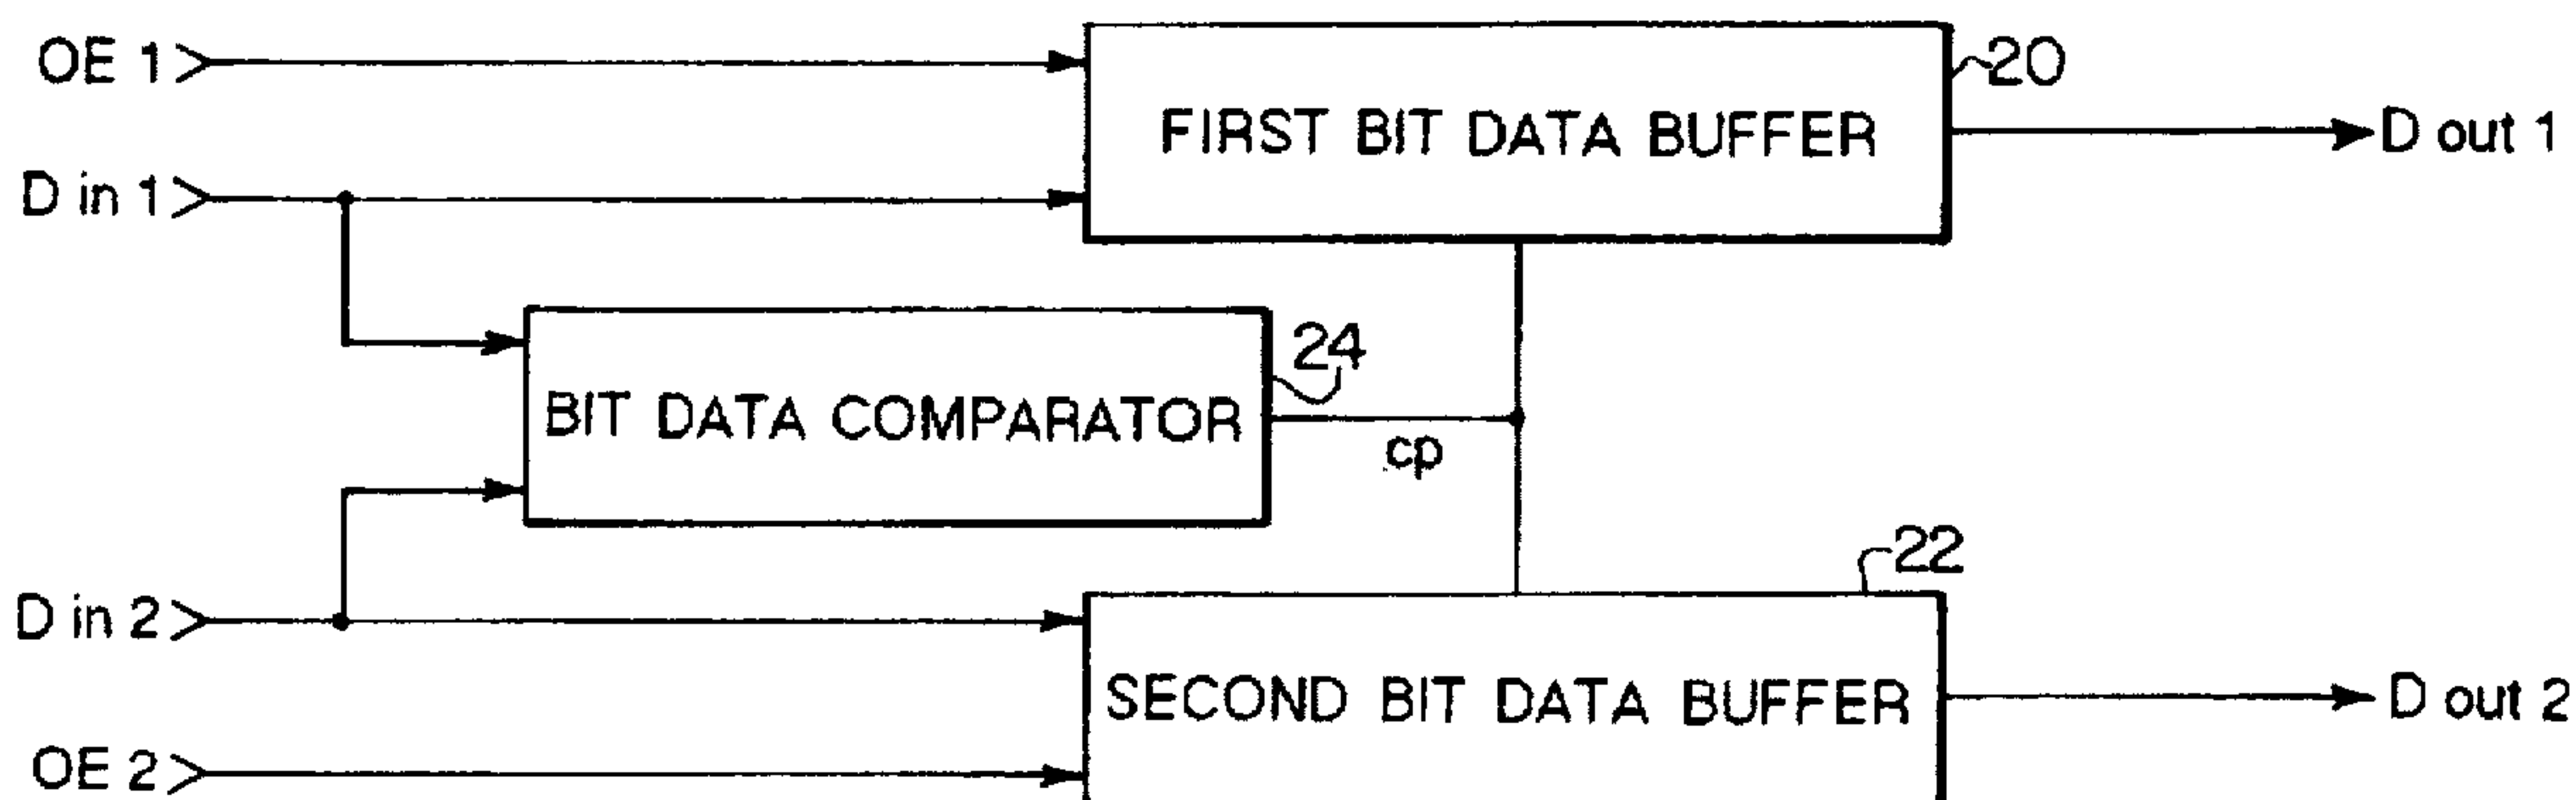 OE 1
20
FIRST BIT DATA BUFFER
D out 1
D in 1
24
BIT DATA COMPARATOR
cp
22
D in 2
SECOND BIT DATA BUFFER
D out 2
OE 2